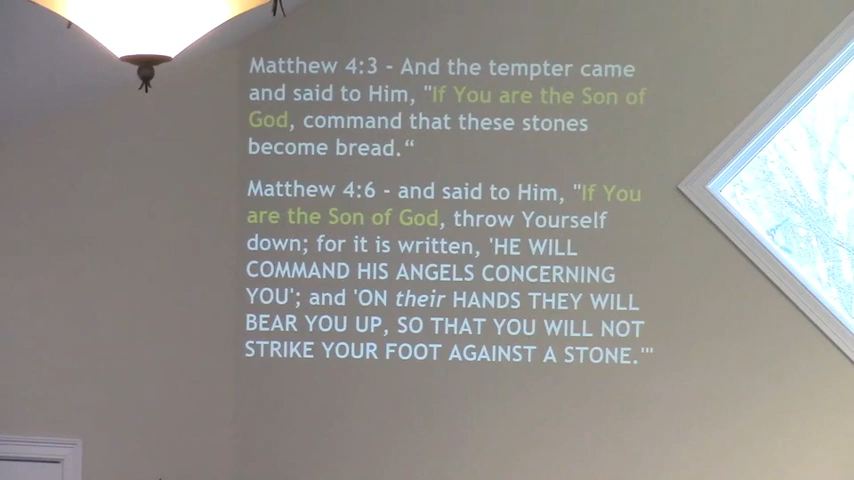 Matthew 4:3 - And the tempter came
and said to Him, "If You are the Son of
God, command that these stones
become bread.“
Matthew 4:6 - and said to Him, "If You
are the Son of God, throw Yourself
down; for it is written, 'HE WILL
COMMAND HIS ANGELS CONCERNING
YOU'; and 'ON their HANDS THEY WILL
BEAR YOU UP, SO THAT YOU WILL NOT
STRIKE YOUR FOOT AGAINST A STONE.'"